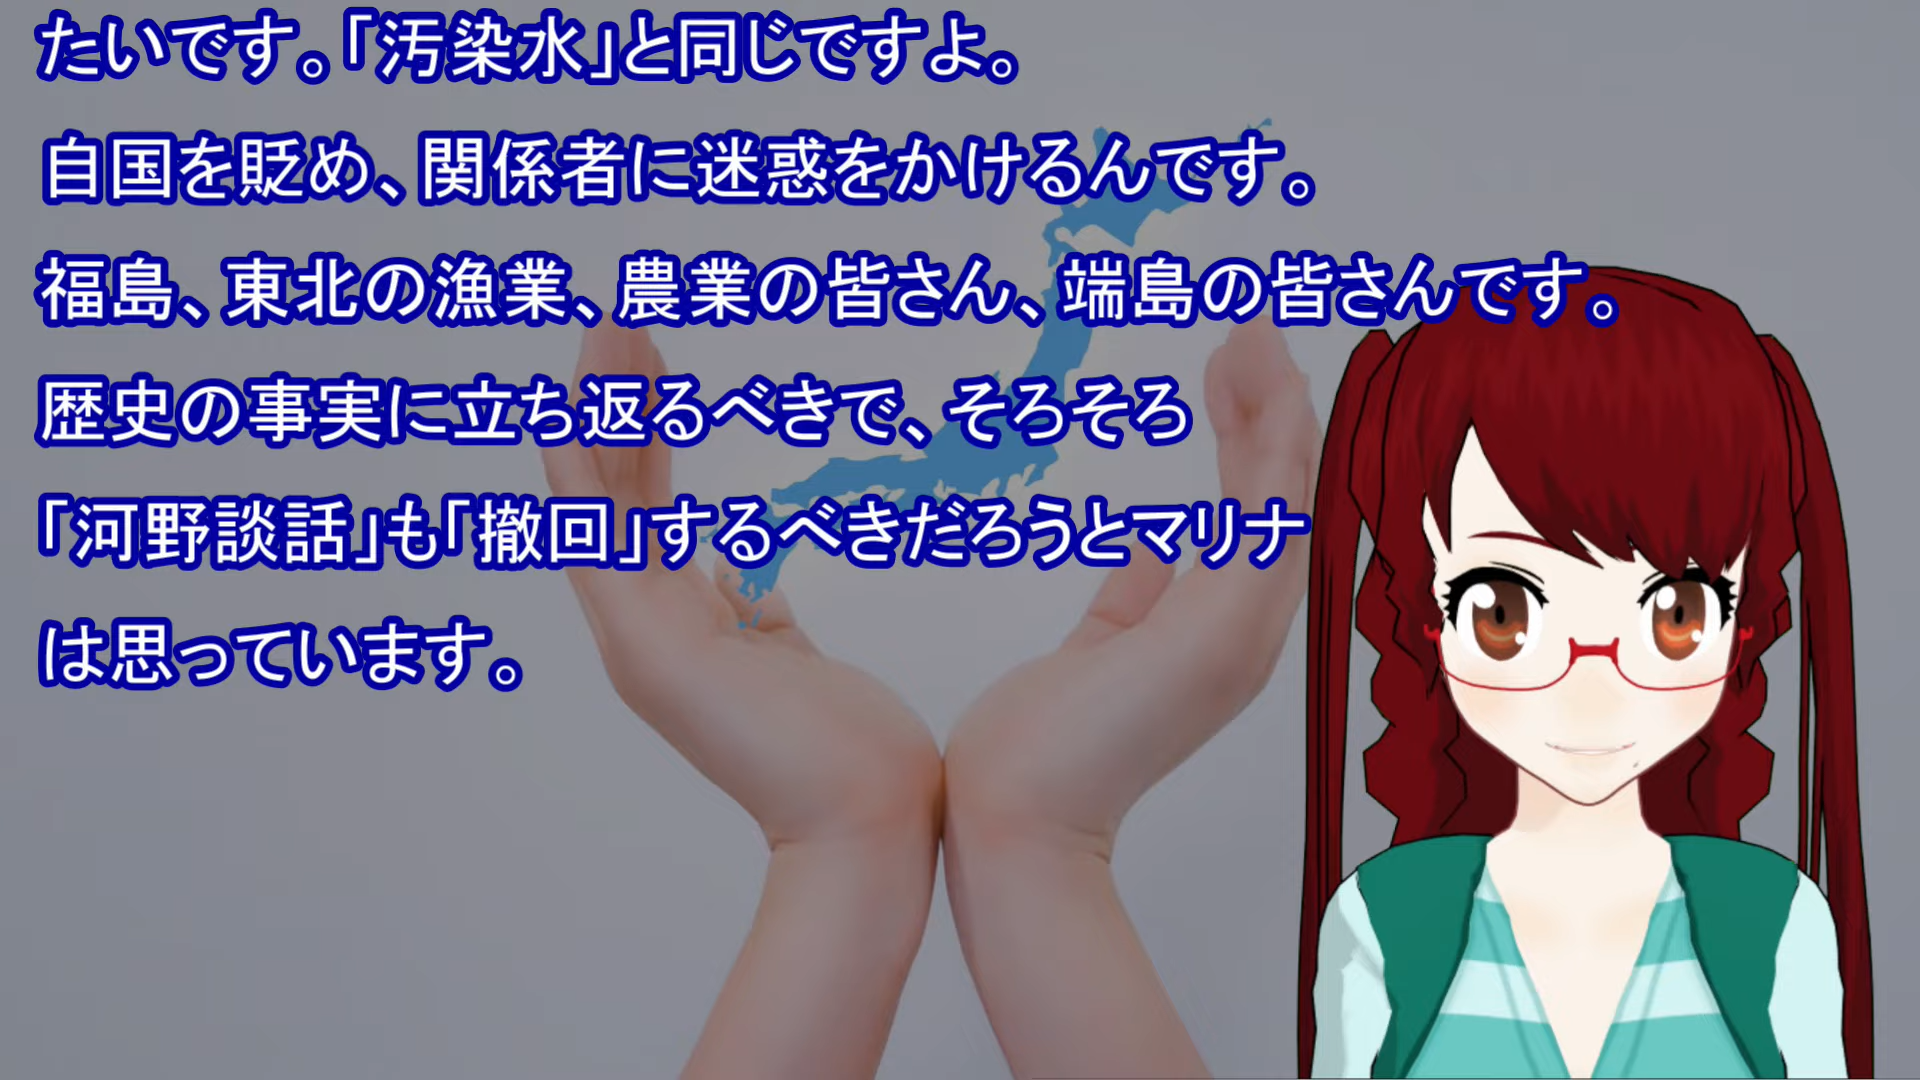 たいです。「汚染水」と同じですよ。
自国を貶め、関係者に迷惑をかけるんです。
福島、東北の漁業、農業の皆さん、端島の皆さんです。
歴史の事実に立ち返るべきで、そろそろ
「河野談話」も「撤回」するべきだろうとマリナ
は思っています。